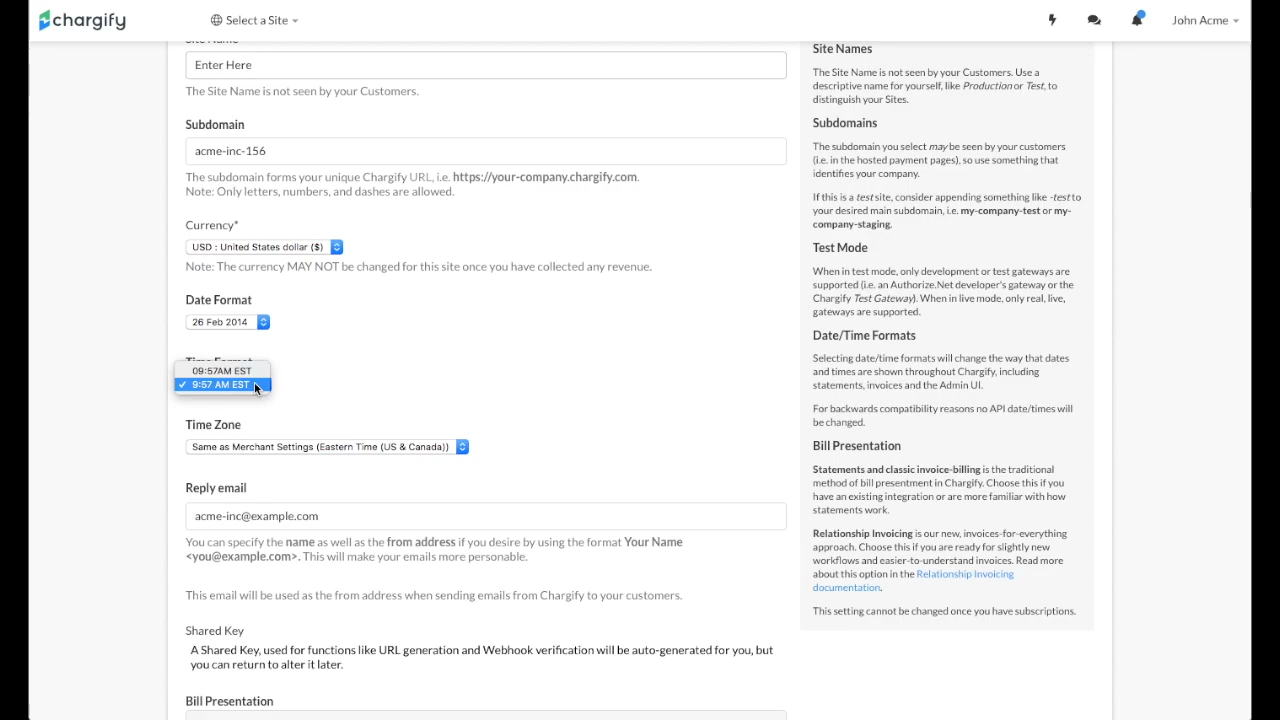 chargify
Select a Site
John Acme
Site Name
Enter Here
The Site Name is not seen by your Customers.
Subdomain
acme-inc-156
The subdomain forms your unique Chargify URL, i.e. https://your-company.chargify.com.
Note: Only letters, numbers, and dashes are allowed.
Currency*
USD : United States dollar ($)
Note: The currency MAY NOT be changed for this site once you have collected any revenue.
Date Format
26 Feb 2014
Time Format
09:57AM EST
✓ 9:57 AM EST
Time Zone
Same as Merchant Settings (Eastern Time (US & Canada))
Reply email
acme-inc@example.com
You can specify the name as well as the from address if you desire by using the format Your Name
<you@example.com>. This will make your emails more personable.
This email will be used as the from address when sending emails from Chargify to your customers.
Shared Key
A Shared Key, used for functions like URL generation and Webhook verification will be auto-generated for you, but
you can return to alter it later.
Bill Presentation
Site Names
The Site Name is not seen by your Customers. Use a
descriptive name for yourself, like Production or Test, to
distinguish your Sites.
Subdomains
The subdomain you select may be seen by your customers
(i.e. in the hosted payment pages), so use something that
identifies your company.
If this is a test site, consider appending something like -test to
your desired main subdomain, i.e. my-company-test or my-
company-staging.
Test Mode
When in test mode, only development or test gateways are
supported (i.e. an Authorize.Net developer's gateway or the
Chargify Test Gateway). When in live mode, only real, live,
gateways are supported.
Date/Time Formats
Selecting date/time formats will change the way that dates
and times are shown throughout Chargify, including
statements, invoices and the Admin UI.
For backwards compatibility reasons no API date/times will
be changed.
Bill Presentation
Statements and classic invoice-billing is the traditional
method of bill presentment in Chargify. Choose this if you
have an existing integration or are more familiar with how
statements work.
Relationship Invoicing is our new, invoices-for-everything
approach. Choose this if you are ready for slightly new
workflows and easier-to-understand invoices. Read more
about this option in the Relationship Invoicing
documentation.
This setting cannot be changed once you have subscriptions.